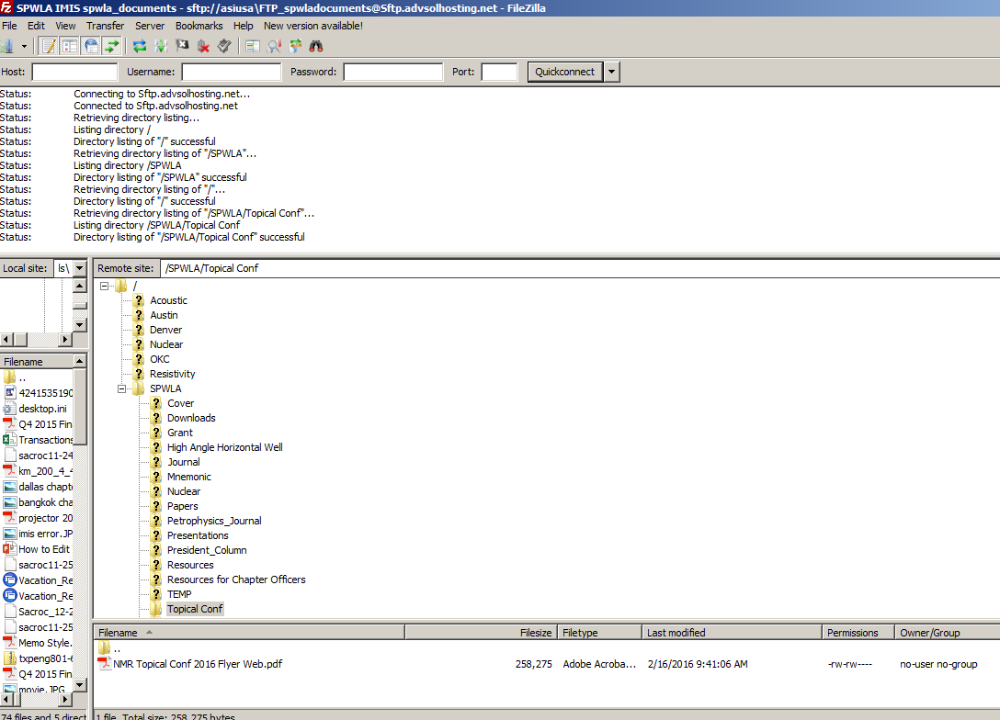 SPWLA IMIS spwla_documents - sftp://asiusa\FTP_spwladocuments@Sftp.advsolhosting.net - FileZilla
File Edit View Transfer Server Bookmarks Help New version available!
Host: Username: Password: Port: Quickconnect
Status: Connecting to Sftp.advsolhosting.net...
Status: Connected to Sftp.advsolhosting.net
Status: Retrieving directory listing...
Status: Listing directory /
Status: Directory listing of "/" successful
Status: Retrieving directory listing of "/SPWLA"...
Status: Listing directory /SPWLA
Status: Directory listing of "/SPWLA" successful
Status: Retrieving directory listing of "/"...
Status: Directory listing of "/" successful
Status: Retrieving directory listing of "/SPWLA/Topical Conf"...
Status: Listing directory /SPWLA/Topical Conf
Status: Directory listing of "/SPWLA/Topical Conf" successful
Local site: ls\
Filename
..
4241535190
desktop.ini
Q4 2015 Fin
Transactions
sacroc11-24
km_200_4_4
dallas chapt
bangkok cha
projector 20
imis error.JP
How to Edit
sacroc11-25
Vacation_Re
Vacation_Re
Sacroc_12-2
sacroc11-25
Memo Style.
txpeng801-6
Q4 2015 Fin
movie.JPG
74 files and 5 direct
Remote site: /SPWLA/Topical Conf
/
Acoustic
Austin
Denver
Nuclear
OKC
Resistivity
SPWLA
Cover
Downloads
Grant
High Angle Horizontal Well
Journal
Mnemonic
Nuclear
Papers
Petrophysics_Journal
Presentations
President_Column
Resources
Resources for Chapter Officers
TEMP
Topical Conf
Filename Filesize Filetype Last modified Permissions Owner/Group
..
NMR Topical Conf 2016 Flyer Web.pdf 258,275 Adobe Acroba... 2/16/2016 9:41:06 AM -rw-rw---- no-user no-group
1 file. Total size: 258,275 bytes